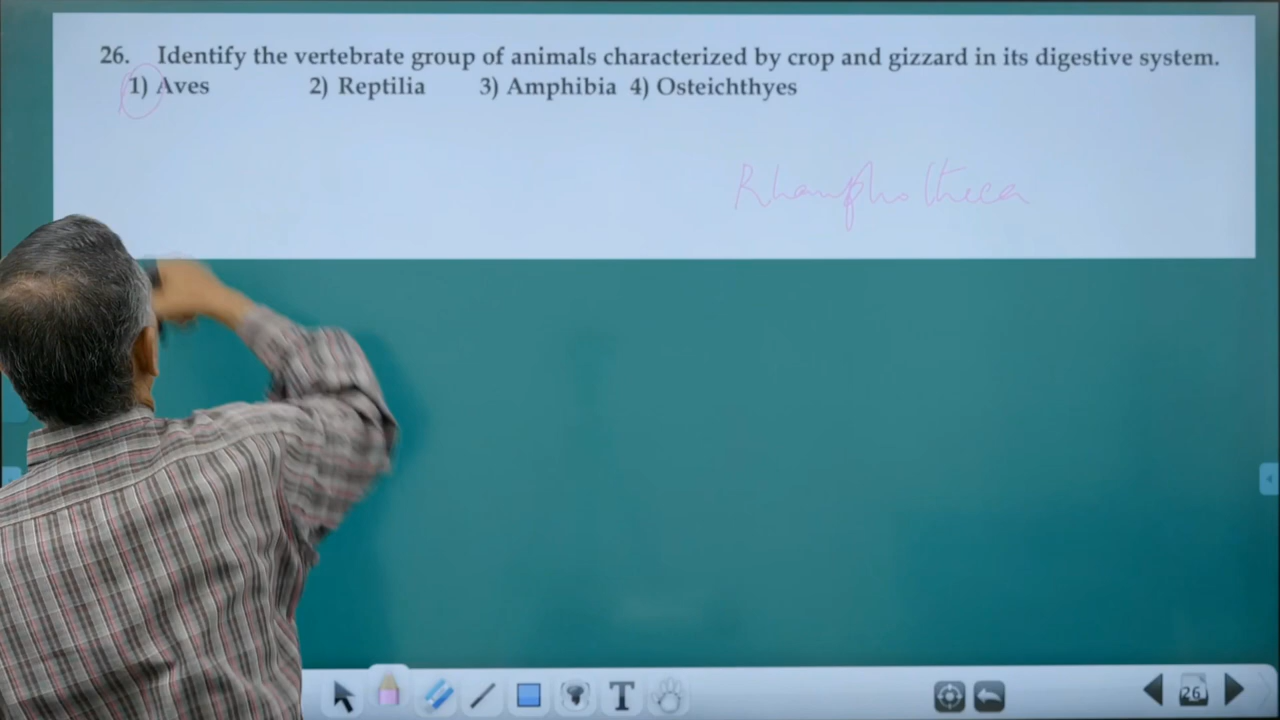 26. Identify the vertebrate group of animals characterized by crop and gizzard in its digestive system.
1) Aves 2) Reptilia 3) Amphibia 4) Osteichthyes
Rhamphotheca
T
26